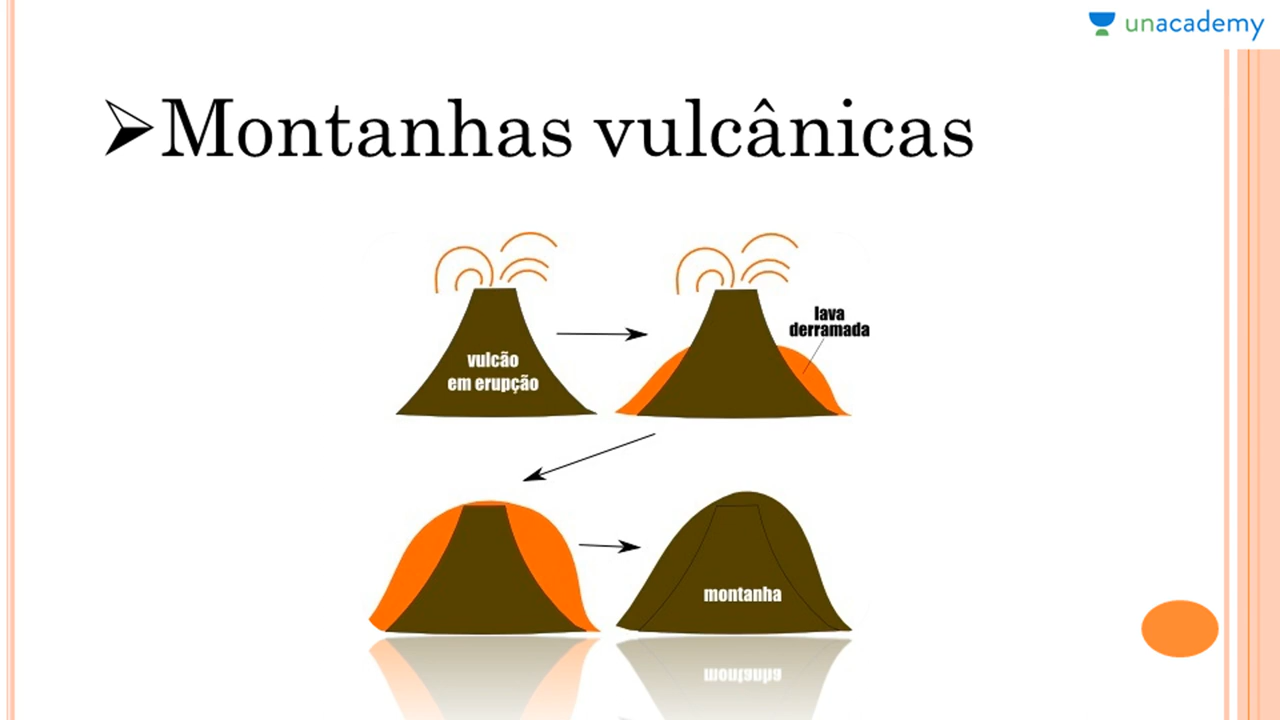 unacademy
Montanhas vulcânicas
vulcão
em erupção
lava
derramada
montanha